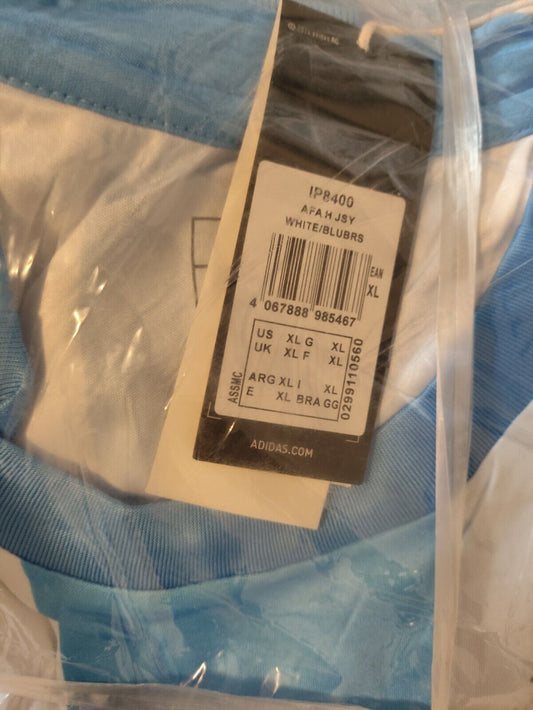 IP8400
AFA H JSY
WHITE/BLUBRS
EAN
XL
4 067888 985467
US XL G XL
UK XL F XL
ARG XL I XL
E XL BRA GG
ASSMC
0299110560
ADIDAS.COM